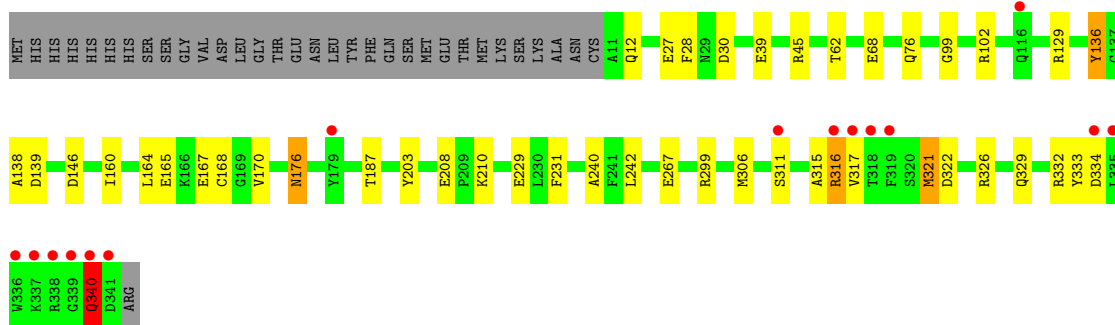 MET HIS HIS HIS HIS HIS HIS SER SER GLY VAL ASP LEU GLY THR GLU ASN LEU TYR PHE GLN SER MET GLU THR MET LYS SER LYS ALA ASN CYS A11 Q12 E27 F28 N29 D30 E39 R45 T62 E68 Q76 G99 R102 Q116 R129 Y136 G137
A138 D139 D146 I160 L164 E165 K166 E167 C168 G169 V170 N176 Y179 T187 Y203 E208 P209 K210 E229 L230 F231 A240 F241 L242 E267 R299 M306 S311 A315 R316 V317 T318 F319 S320 M321 D322 R326 Q329 R332 Y333 D334 L335
W336 K337 R338 G339 Q340 D341 ARG